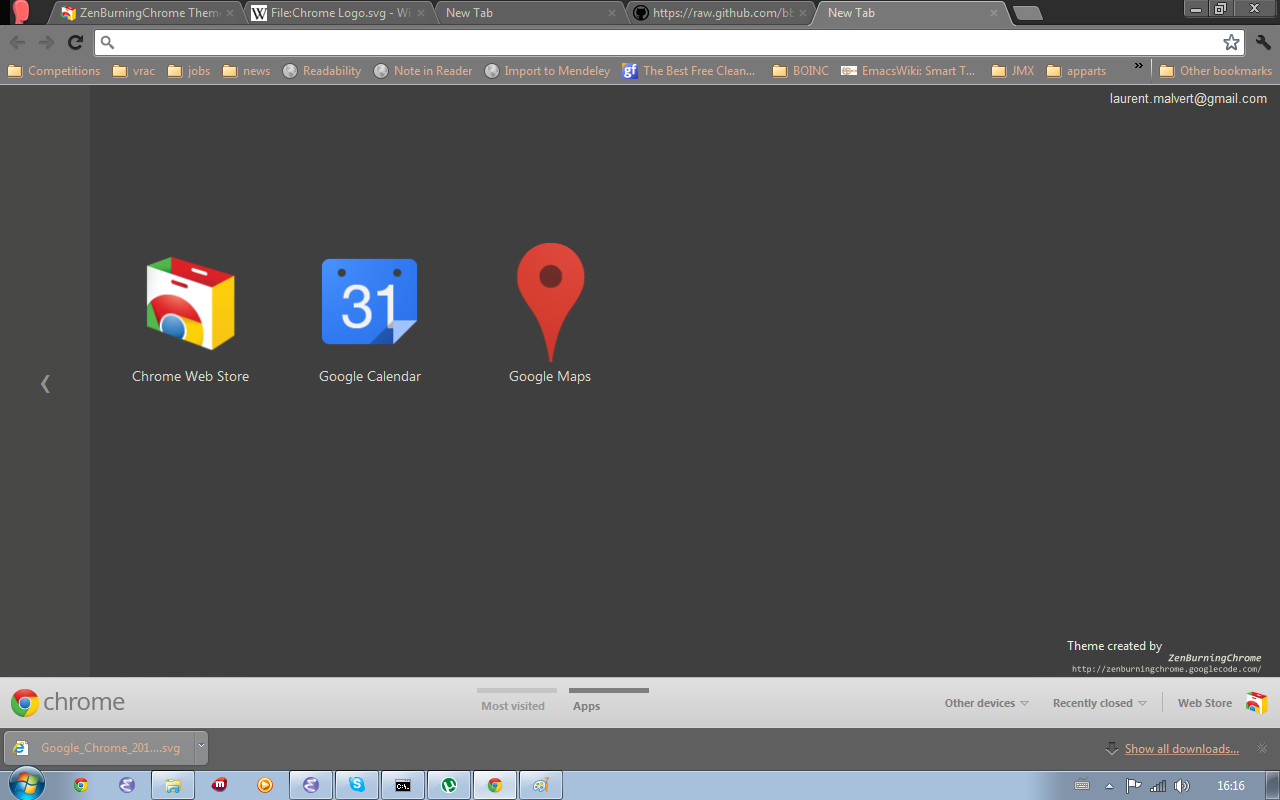 ZenBurningChrome Them
File:Chrome Logo.svg - Wi
New Tab
https://raw.github.com/bb
New Tab
Competitions
vrac
jobs
news
Readability
Note in Reader
Import to Mendeley
gf
The Best Free Clean...
BOINC
EmacsWiki: Smart T...
JMX
apparts
»
Other bookmarks
laurent.malvert@gmail.com
31
Chrome Web Store
Google Calendar
Google Maps
Theme created by
ZenBurningChrome
http://zenburningchrome.googlecode.com/
chrome
Most visited
Apps
Other devices
Recently closed
Web Store
Google_Chrome_201....svg
Show all downloads...
C:\.
16:16